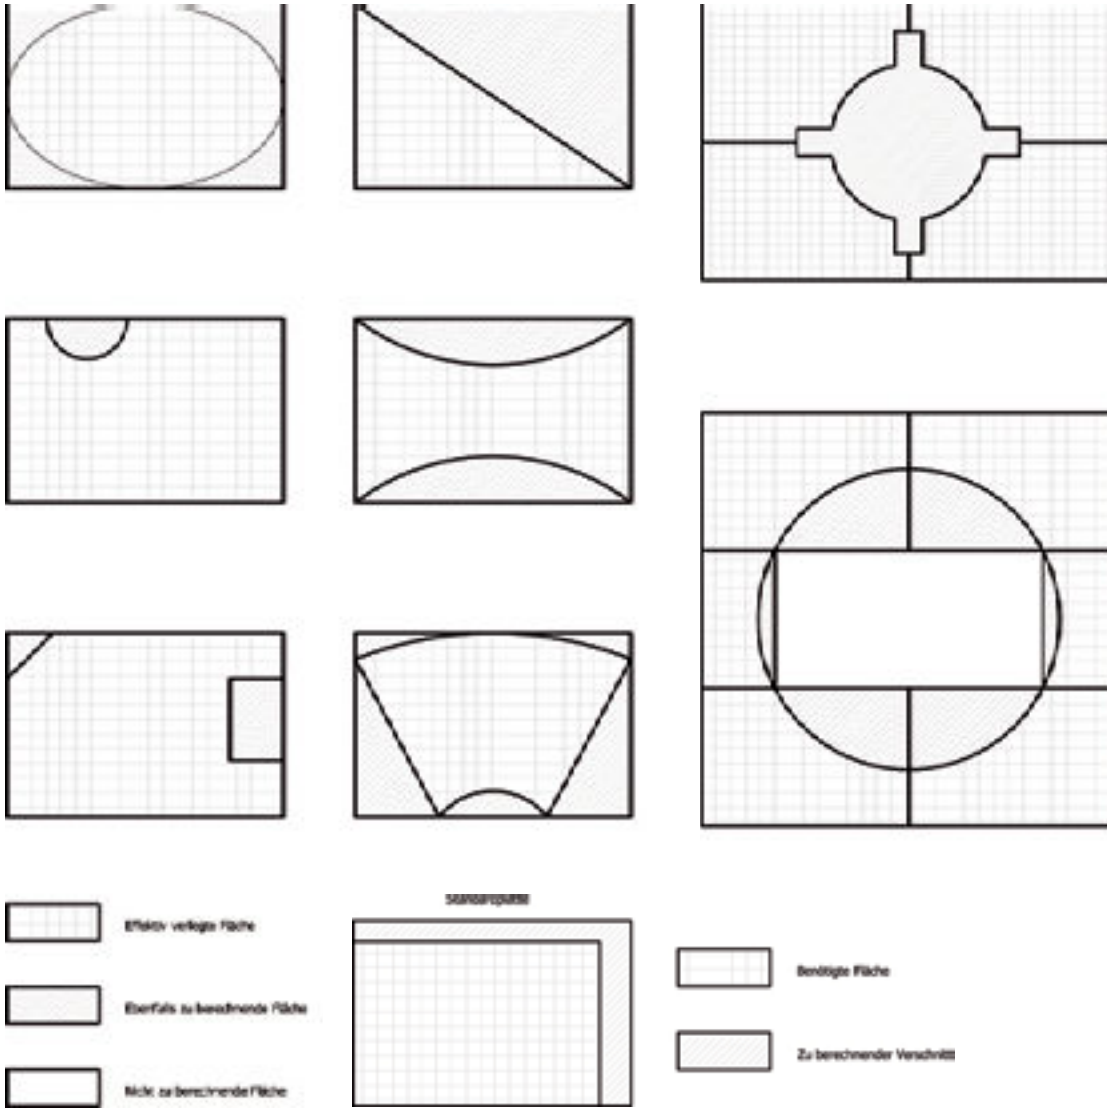 Standardplatte
Effektiv verlegte Fläche
Benötigte Fläche
Ebenfalls zu berechnende Fläche
Zu berechnender Verschnitt
Nicht zu berechnende Fläche